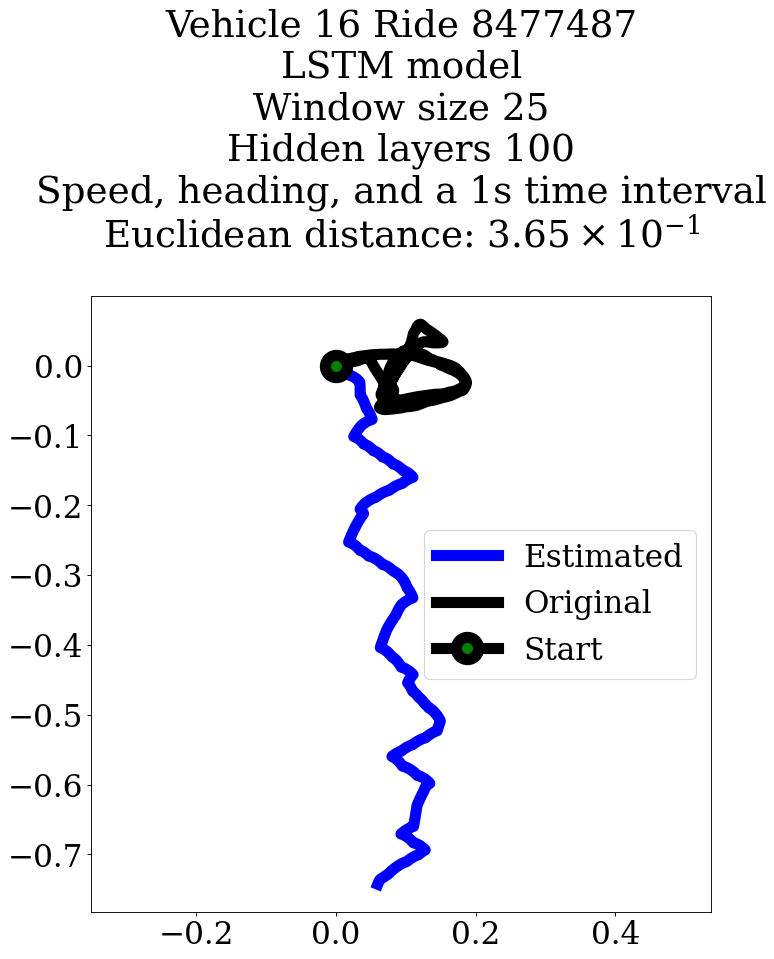 Vehicle 16 Ride 8477487
LSTM model
Window size 25
Hidden layers 100
Speed, heading, and a 1s time interval
Euclidean distance: 3.65 × 10⁻¹
0.0
−0.1
−0.2
−0.3
−0.4
−0.5
−0.6
−0.7
Estimated
Original
Start
−0.2 0.0 0.2 0.4